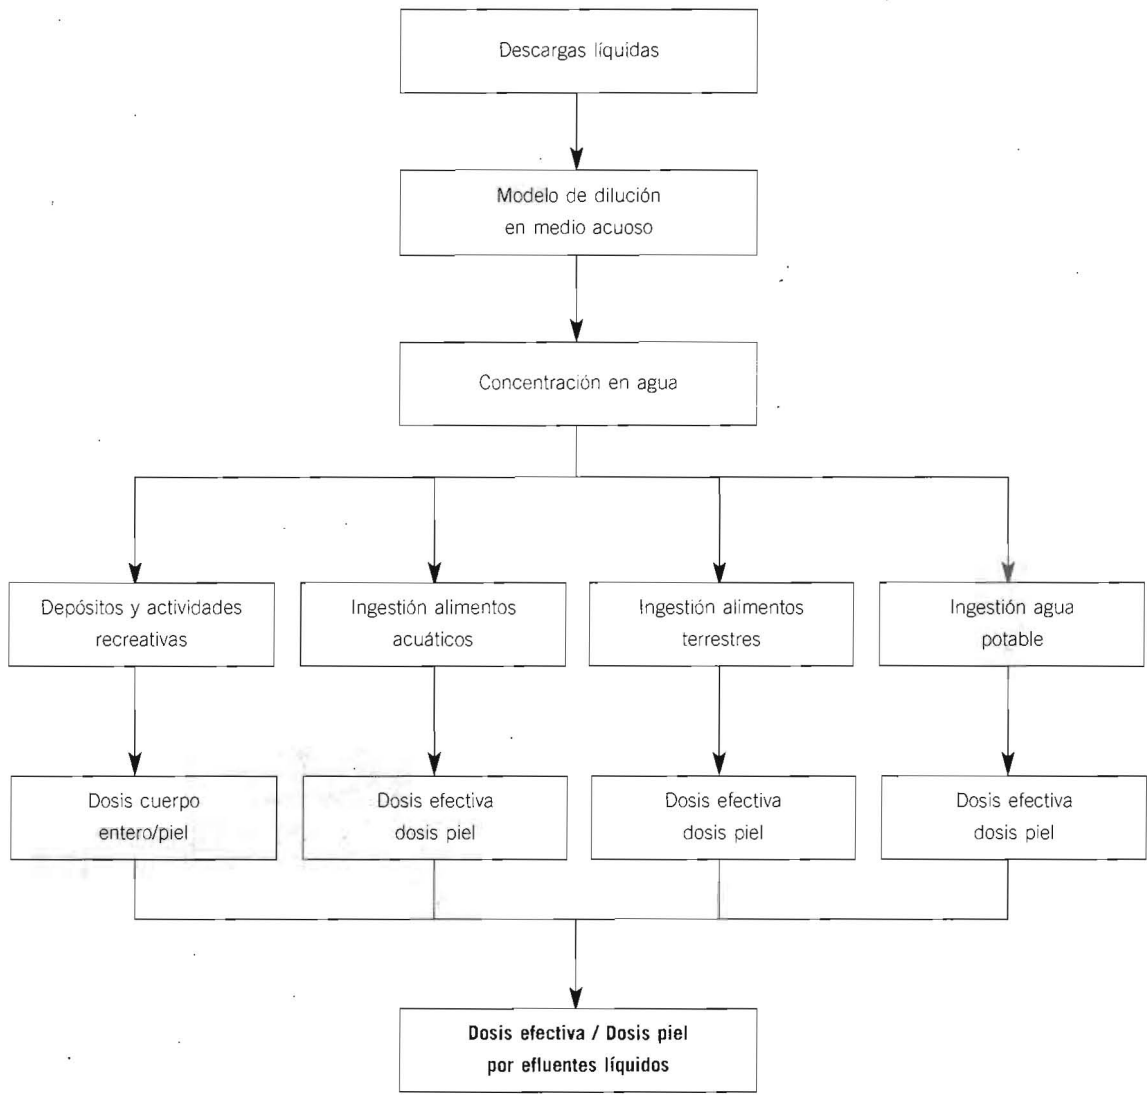 Descargas líquidas
Modelo de dilución
en medio acuoso
Concentración en agua
Depósitos y actividades
recreativas
Ingestión alimentos
acuáticos
Ingestión alimentos
terrestres
Ingestión agua
potable
Dosis cuerpo
entero/piel
Dosis efectiva
dosis piel
Dosis efectiva
dosis piel
Dosis efectiva
dosis piel
Dosis efectiva / Dosis piel
por efluentes líquidos